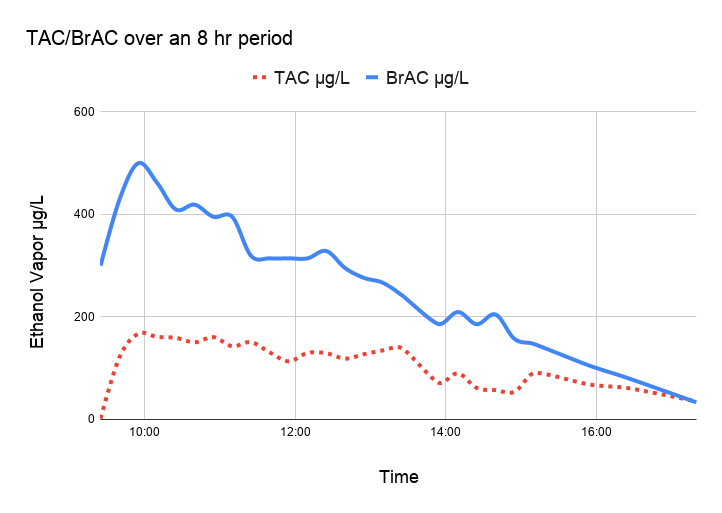 TAC/BrAC over an 8 hr period
TAC µg/L BrAC µg/L
Ethanol Vapor µg/L
600
400
200
0
10:00 12:00 14:00 16:00
Time